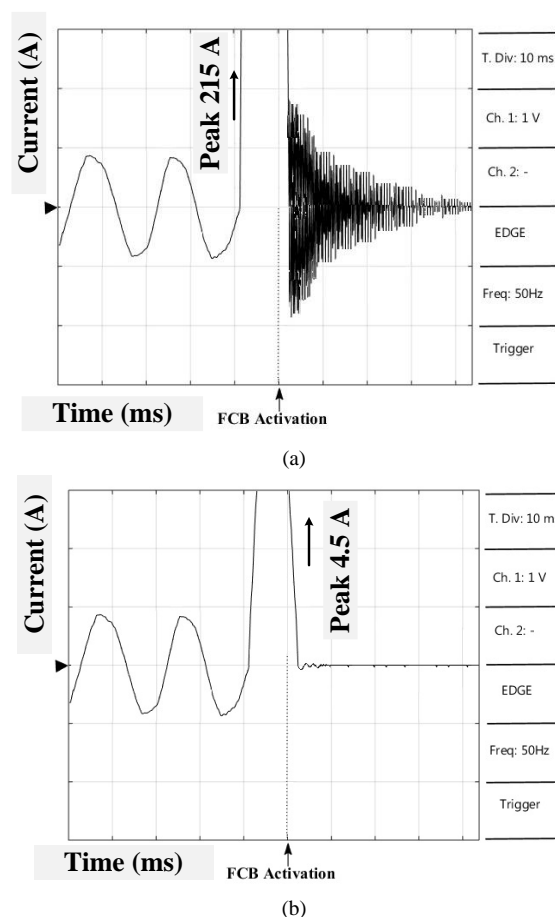 Current (A)
Peak 215 A
T. Div: 10 ms
Ch. 1: 1 V
Ch. 2: -
EDGE
Freq: 50Hz
Trigger
Time (ms)
FCB Activation
(a)
Current (A)
Peak 4.5 A
T. Div: 10 m
Ch. 1: 1 V
Ch. 2: -
EDGE
Freq: 50Hz
Trigger
Time (ms)
FCB Activation
(b)